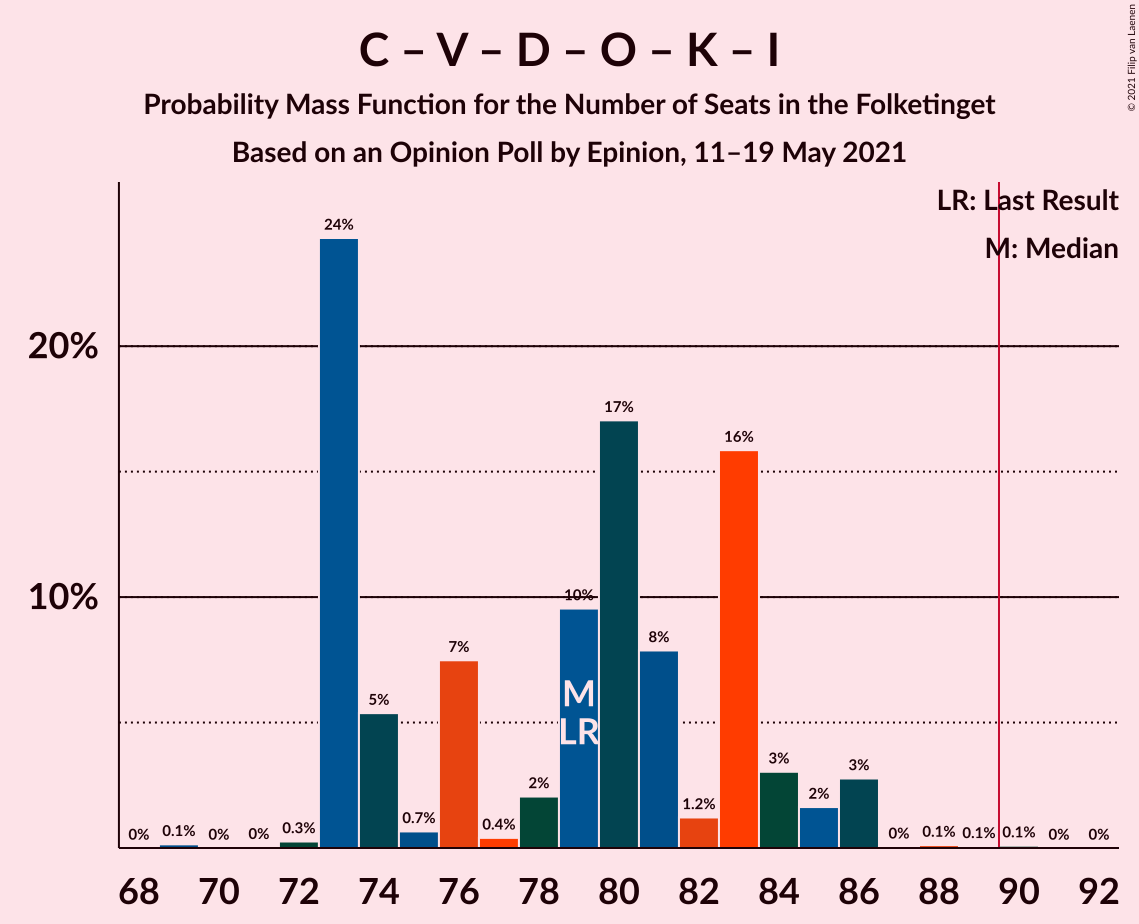 C – V – D – O – K – I
Probability Mass Function for the Number of Seats in the Folketinget
Based on an Opinion Poll by Epinion, 11–19 May 2021
© 2021 Filip van Laenen
LR: Last Result
M: Median
20%
10%
0% 0.1% 0% 0% 0.3% 24% 5% 0.7% 7% 0.4% 2% 10% 17% 8% 1.2% 16% 3% 2% 3% 0% 0.1% 0.1% 0.1% 0% 0%
M
LR
68 70 72 74 76 78 80 82 84 86 88 90 92